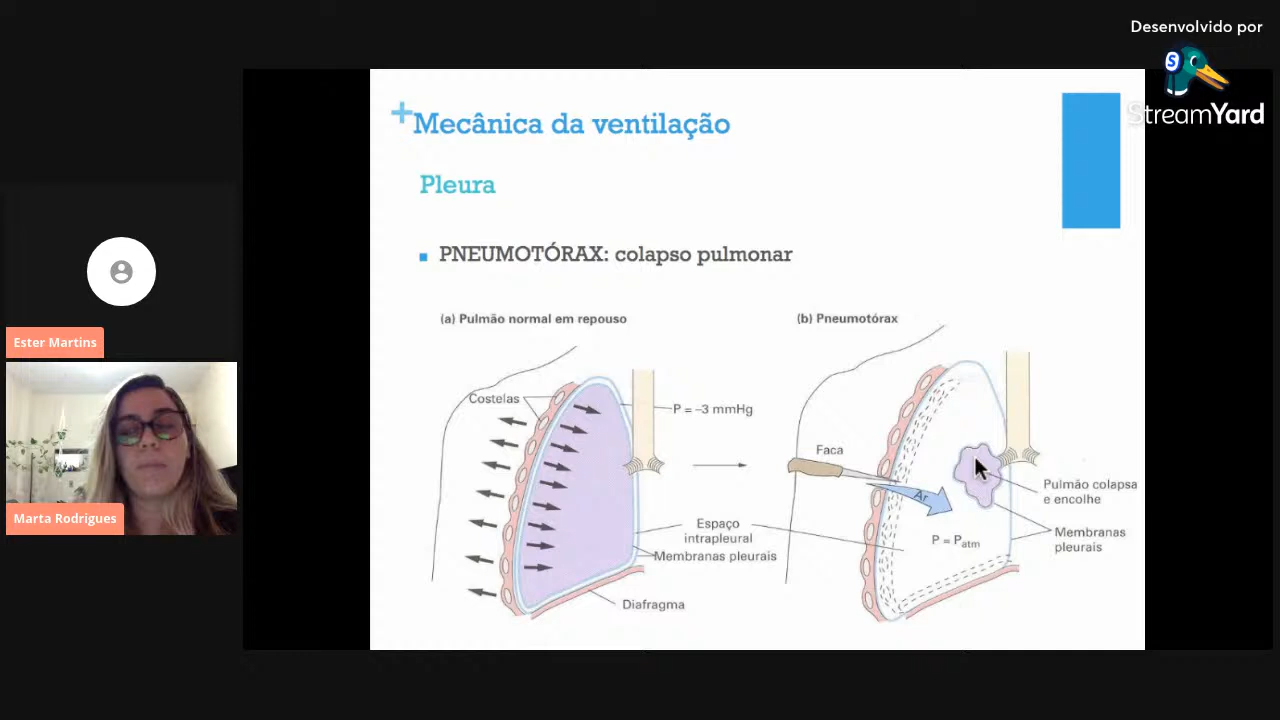 Desenvolvido por
StreamYard
Mecânica da ventilação
Pleura
PNEUMOTÓRAX: colapso pulmonar
(a) Pulmão normal em repouso
(b) Pneumotórax
Costelas
P = –3 mmHg
Faca
Ar
Pulmão colapsa
e encolhe
Espaço
intrapleural
Membranas pleurais
P = Patm
Membranas
pleurais
Diafragma
Ester Martins
Marta Rodrigues